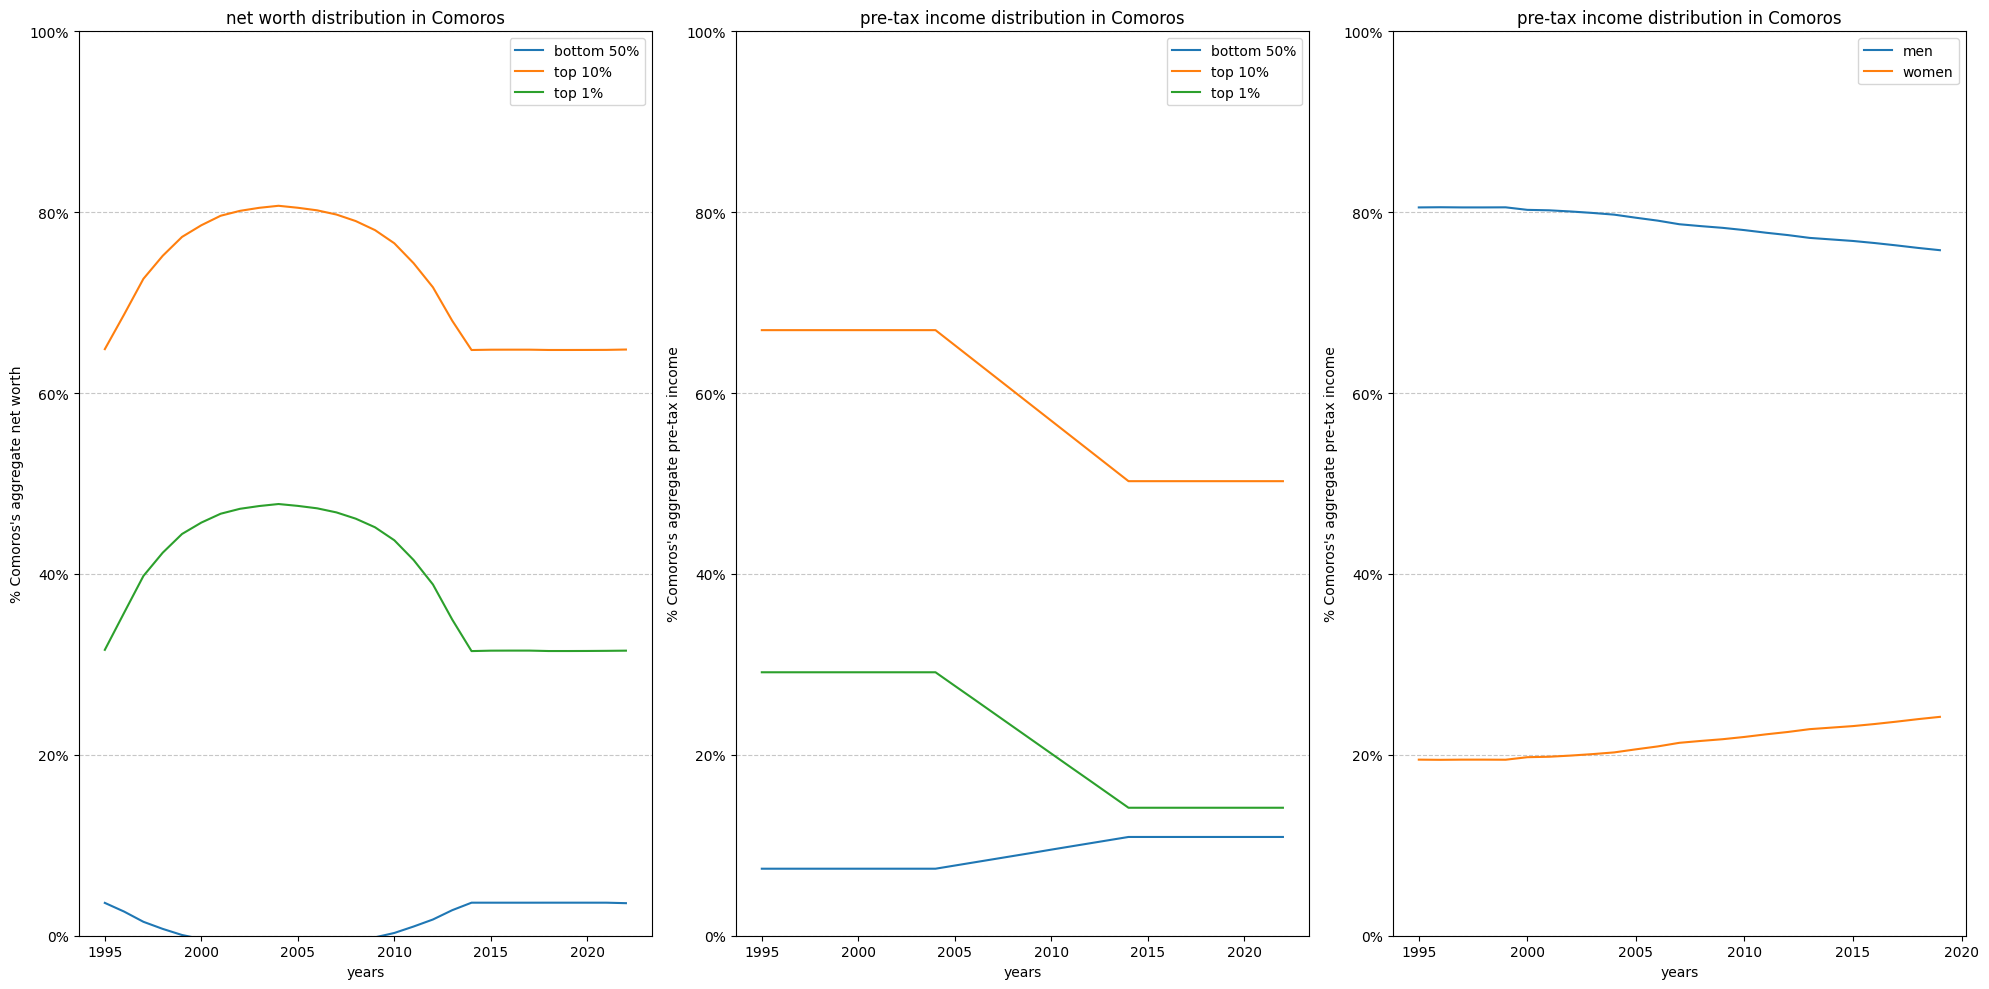 net worth distribution in Comoros
100%
80%
60%
40%
20%
0%
% Comoros's aggregate net worth
bottom 50%
top 10%
top 1%
1995
2000
2005
2010
2015
2020
years
pre-tax income distribution in Comoros
100%
80%
60%
40%
20%
0%
% Comoros's aggregate pre-tax income
bottom 50%
top 10%
top 1%
1995
2000
2005
2010
2015
2020
years
pre-tax income distribution in Comoros
100%
80%
60%
40%
20%
0%
% Comoros's aggregate pre-tax income
men
women
1995
2000
2005
2010
2015
2020
years